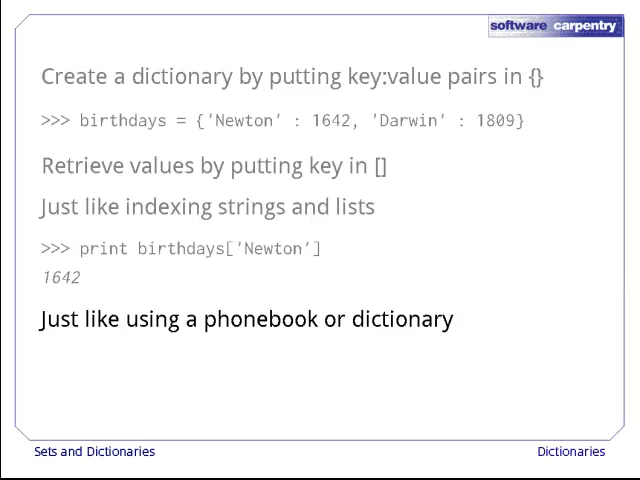 software carpentry
Create a dictionary by putting key:value pairs in {}
>>> birthdays = {'Newton' : 1642, 'Darwin' : 1809}
Retrieve values by putting key in []
Just like indexing strings and lists
>>> print birthdays['Newton']
1642
Just like using a phonebook or dictionary
Sets and Dictionaries
Dictionaries